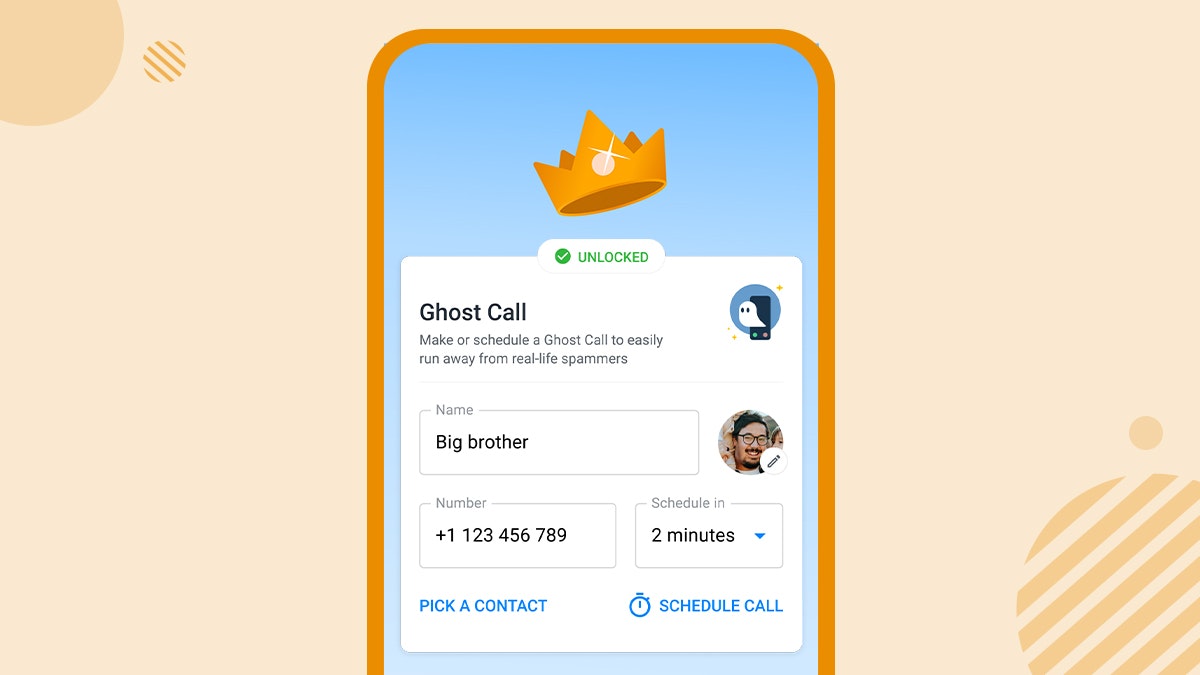 UNLOCKED
Ghost Call
Make or schedule a Ghost Call to easily
run away from real-life spammers
Name
Big brother
Number
+1 123 456 789
Schedule in
2 minutes
PICK A CONTACT
SCHEDULE CALL